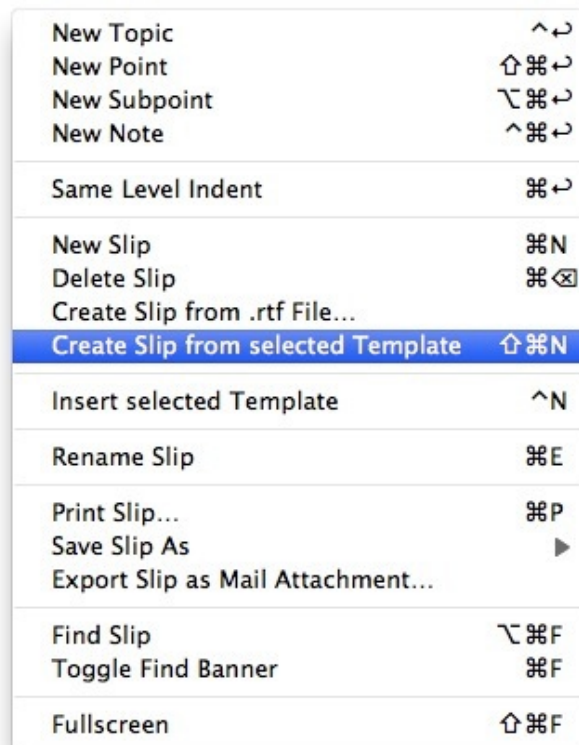 New Topic ^↩
New Point ⇧⌘↩
New Subpoint ⌥⌘↩
New Note ^⌘↩
Same Level Indent ⌘↩
New Slip ⌘N
Delete Slip ⌘⌫
Create Slip from .rtf File...
Create Slip from selected Template ⇧⌘N
Insert selected Template ^N
Rename Slip ⌘E
Print Slip... ⌘P
Save Slip As ▶
Export Slip as Mail Attachment...
Find Slip ⌥⌘F
Toggle Find Banner ⌘F
Fullscreen ⇧⌘F